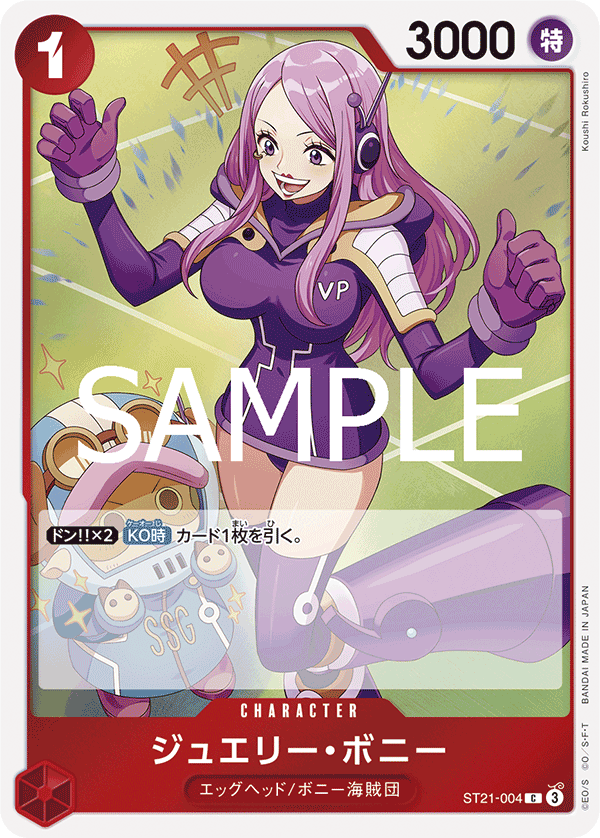 1
3000 特
Koushi Rokushiro
VP
SAMPLE
ドン!!×2 KO時 カード1枚を引く。
SSG
CHARACTER
ジュエリー・ボニー
エッグヘッド/ボニー海賊団
ST21-004 C 3
©E.O/S ©O/S・F・T BANDAI MADE IN JAPAN